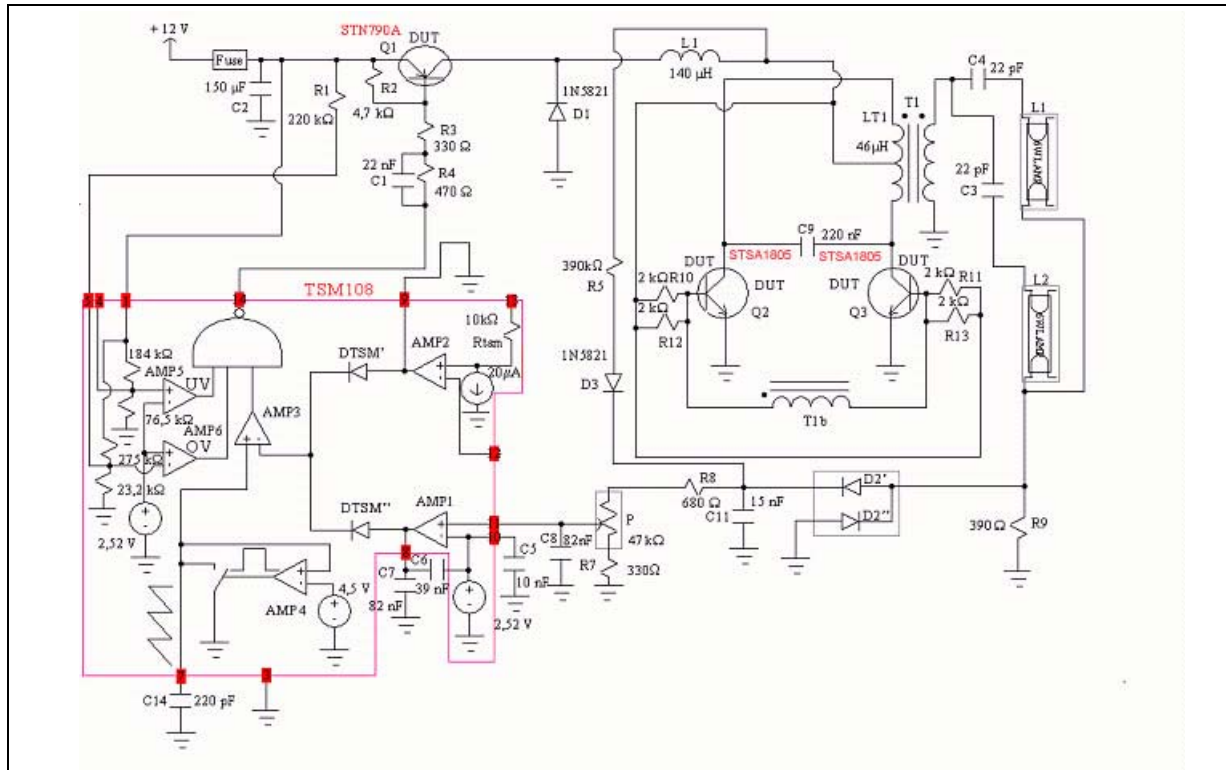 + 12 V
Fuse
150 µF
C2
R1
220 kΩ
R2
4,7 kΩ
STN790A
Q1
DUT
R3
330 Ω
22 nF
C1
R4
470 Ω
1N5821
D1
L1
140 µH
LT1
46µH
T1
C4
22 pF
L1
22 pF
C3
L2
C9
220 nF
STSA1805
STSA1805
DUT
DUT
DUT
DUT
Q2
Q3
2 kΩ
R10
2 kΩ
R12
2 kΩ
R11
2 kΩ
R13
390kΩ
R5
1N5821
D3
T1b
TSM108
10kΩ
Rtsm
20µA
DTSM'
AMP2
184 kΩ
AMP5
UV
76,5 kΩ
AMP6
OV
275 kΩ
23,2 kΩ
2,52 V
AMP3
DTSM''
AMP1
C7
82 nF
C6
39 nF
2,52 V
C5
10 nF
C8
82nF
P
47kΩ
R7
330Ω
R8
680 Ω
C11
15 nF
D2'
D2''
390 Ω
R9
AMP4
4,5 V
C14
220 pF